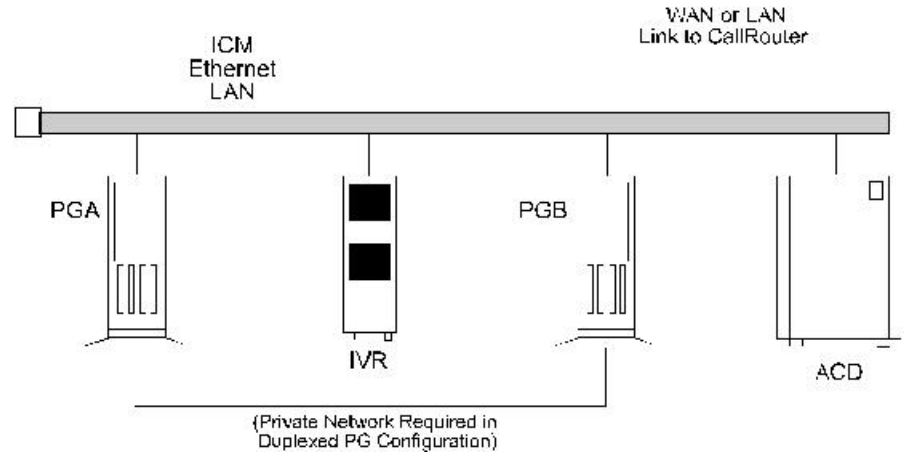 WAN or LAN
Link to CallRouter
ICM
Ethernet
LAN
PGA
PGB
IVR
ACD
(Private Network Required in
Duplexed PG Configuration)